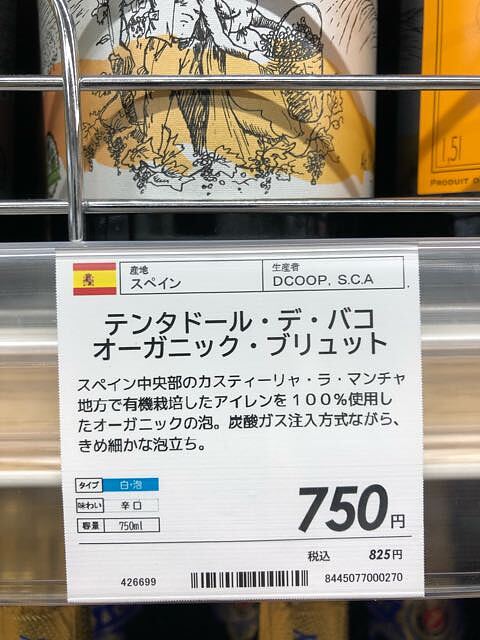 1,5l
PRODUIT D
産地
スペイン
生産者
DCOOP, S.C.A
テンタドール・デ・バコ
オーガニック・ブリュット
スペイン中央部のカスティーリャ・ラ・マンチャ
地方で有機栽培したアイレンを100%使用し
たオーガニックの泡。炭酸ガス注入方式ながら、
きめ細かな泡立ち。
タイプ 白・泡
味わい 辛口
容量 750ml
750円
税込 825円
426699
8445077000270